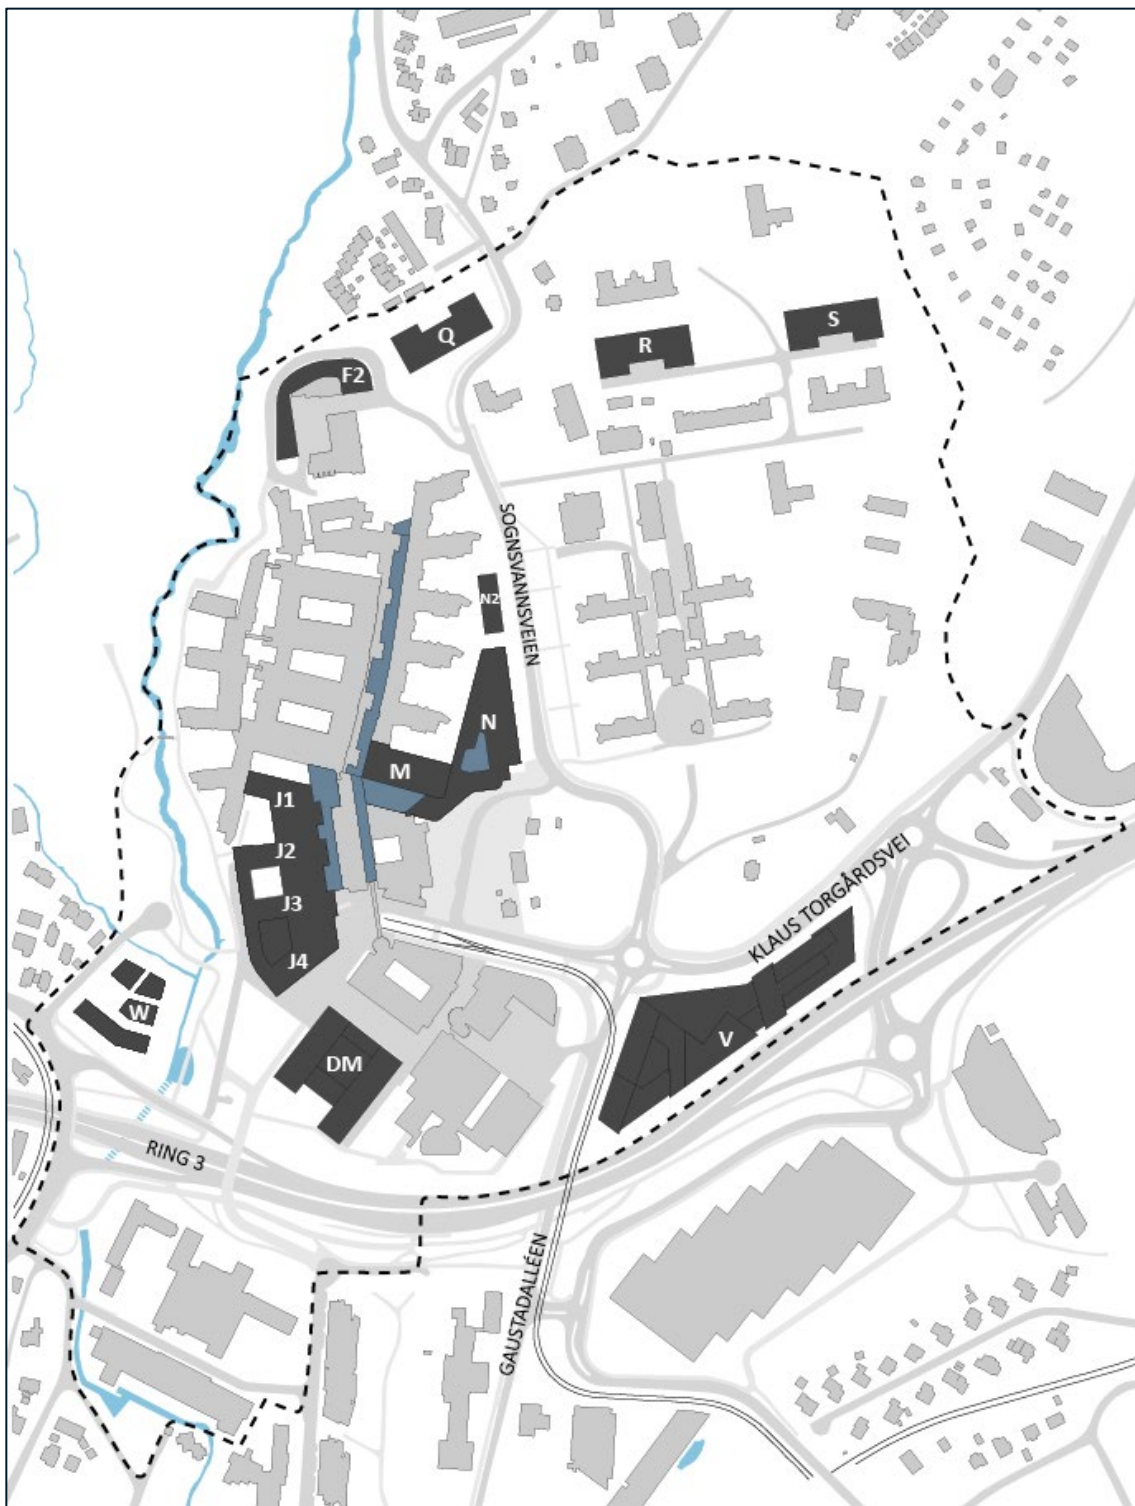 S
Q
R
F2
SOGNSVANNSVEIEN
N2
N
M
J1
J2
J3
KLAUS TORGÅRDSVEI
J4
W
V
DM
RING 3
GAUSTADALLÉEN